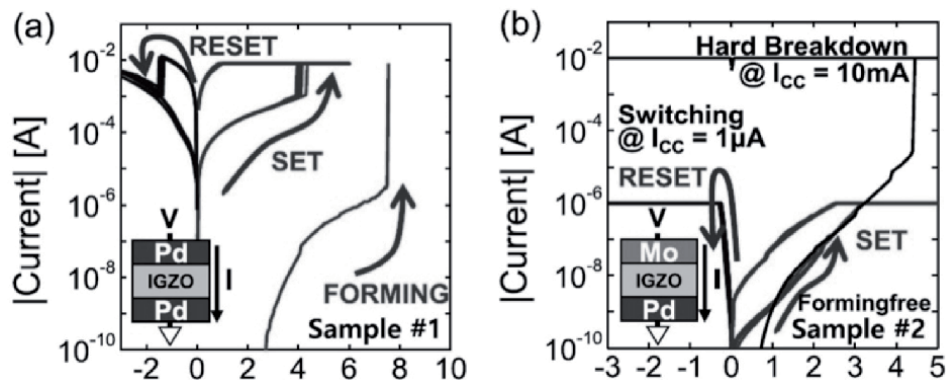 (a)
RESET
SET
FORMING
Sample #1
V
Pd
IGZO
Pd
I
|Current| [A]
10-2
10-4
10-6
10-8
10-10
-2 0 2 4 6 8 10
(b)
Hard Breakdown
@ ICC = 10mA
Switching
@ ICC = 1μA
RESET
SET
Formingfree
Sample #2
V
Mo
IGZO
Pd
I
|Current| [A]
10-2
10-4
10-6
10-8
10-10
-3 -2 -1 0 1 2 3 4 5